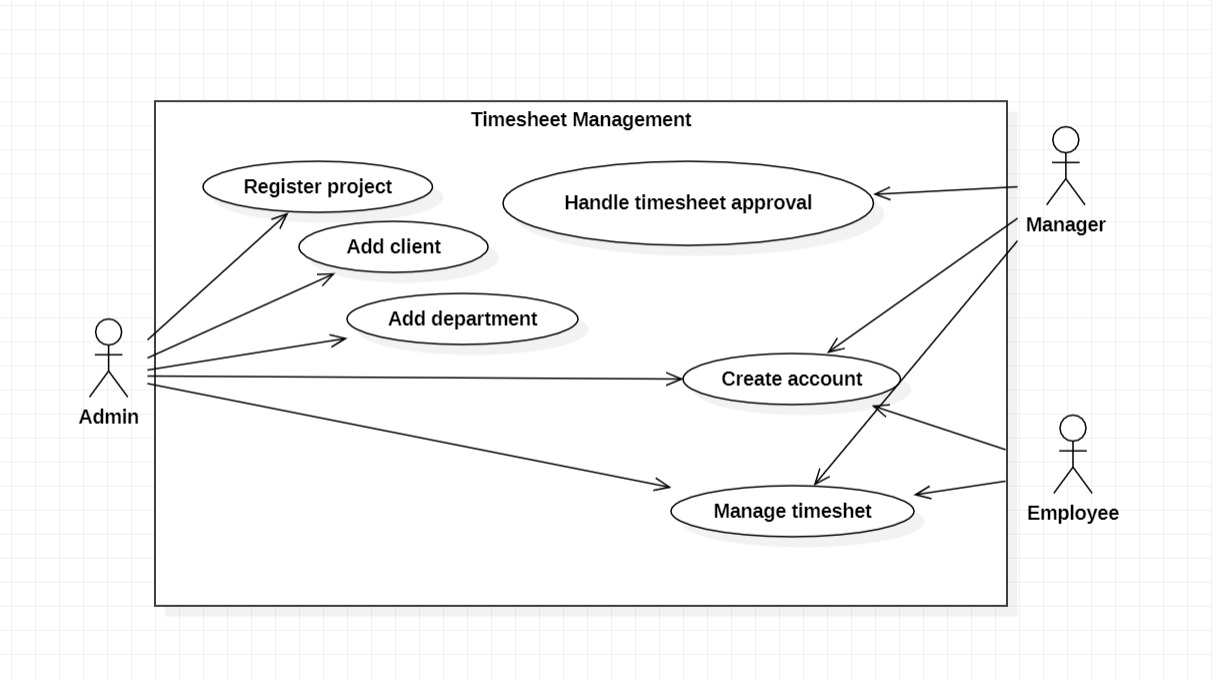 Timesheet Management
Register project
Handle timesheet approval
Manager
Add client
Add department
Create account
Admin
Manage timeshet
Employee